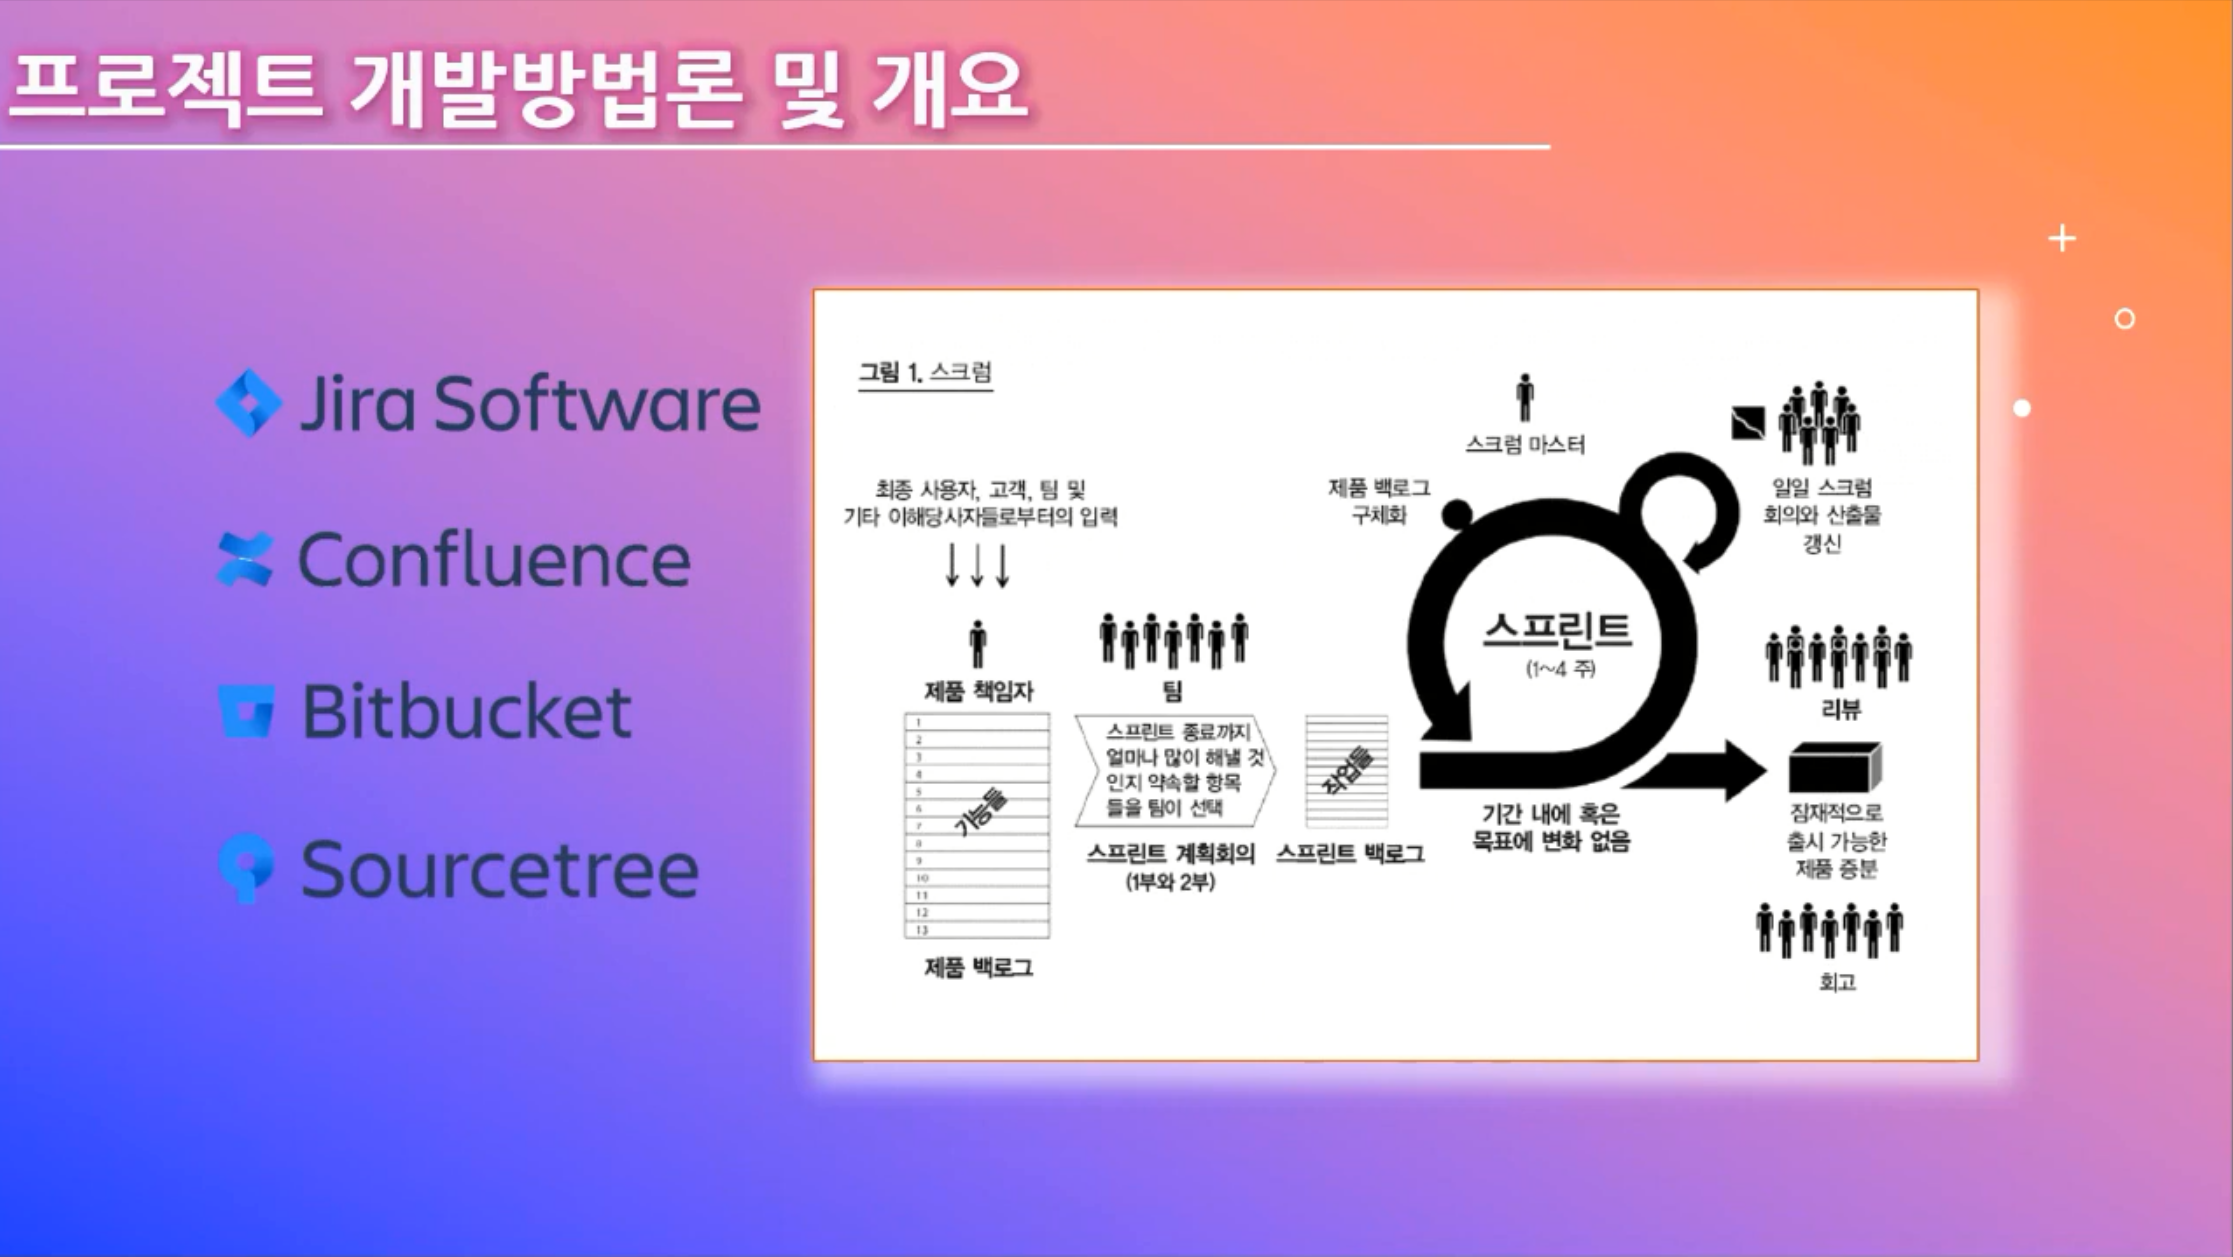 프로젝트 개발방법론 및 개요
Jira Software
Confluence
Bitbucket
Sourcetree
그림 1. 스크럼
최종 사용자, 고객, 팀 및
기타 이해당사자들로부터의 입력
제품 책임자
1
2
3
4
5
6
7
8
9
10
11
12
13
기능들
제품 백로그
팀
스프린트 종료까지
얼마나 많이 해낼 것
인지 약속할 항목
들을 팀이 선택
스프린트 계획회의
(1부와 2부)
작업들
스프린트 백로그
스크럼 마스터
제품 백로그
구체화
스프린트
(1~4 주)
기간 내에 혹은
목표에 변화 없음
일일 스크럼
회의와 산출물
갱신
리뷰
잠재적으로
출시 가능한
제품 증분
회고